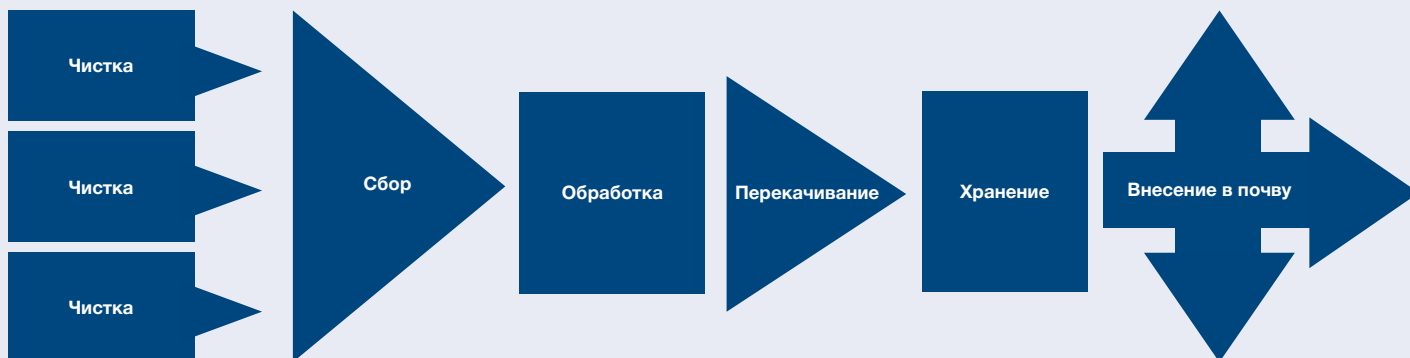 Чистка
Чистка
Чистка
Сбор
Обработка
Перекачивание
Хранение
Внесение в почву